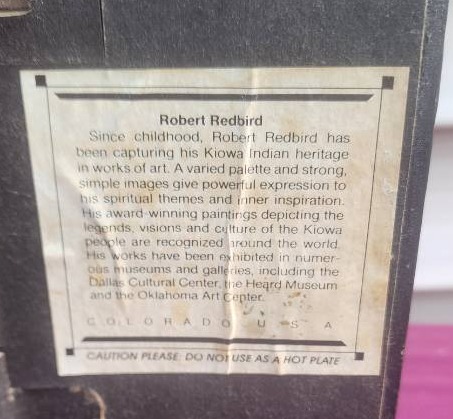 Robert Redbird
Since childhood, Robert Redbird has
been capturing his Kiowa Indian heritage
in works of art. A varied palette and strong,
simple images give powerful expression to
his spiritual themes and inner inspiration.
His award-winning paintings depicting the
legends, visions and culture of the Kiowa
people are recognized around the world.
His works have been exhibited in numer-
ous museums and galleries, including the
Dallas Cultural Center, the Heard Museum
and the Oklahoma Art Center.
COLORADO USA
CAUTION PLEASE DO NOT USE AS A HOT PLATE